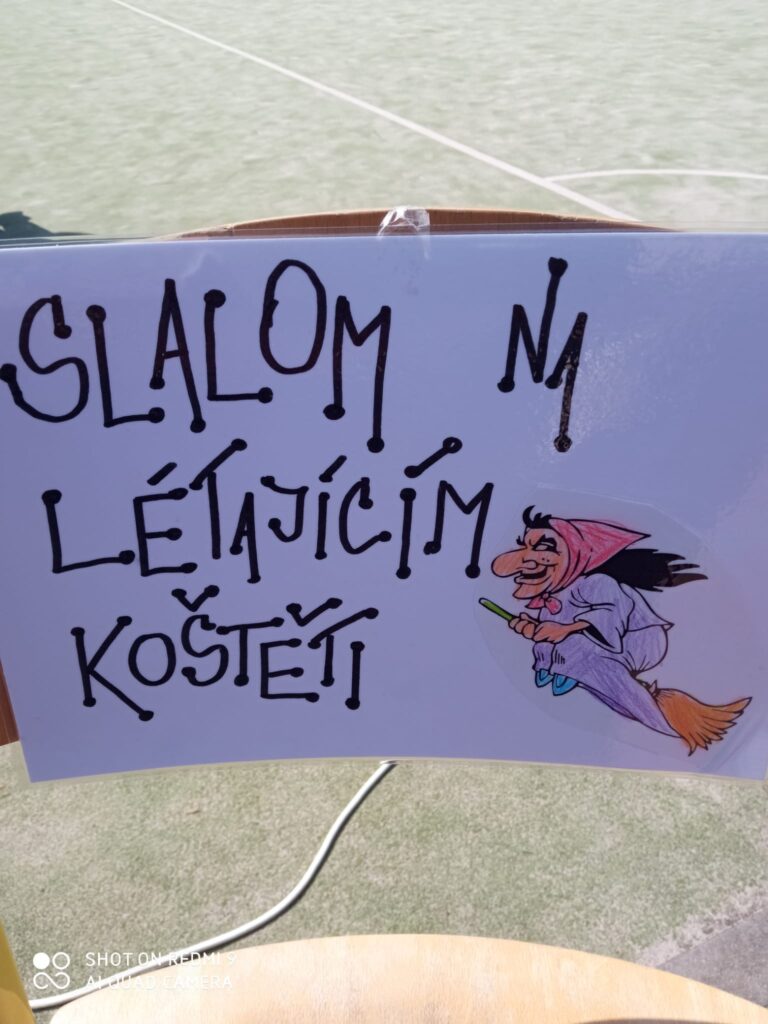 SLALOM NA
LÉTAJÍCÍM
KOŠTĚTI
SHOT ON REDMI 9
AI QUAD CAMERA